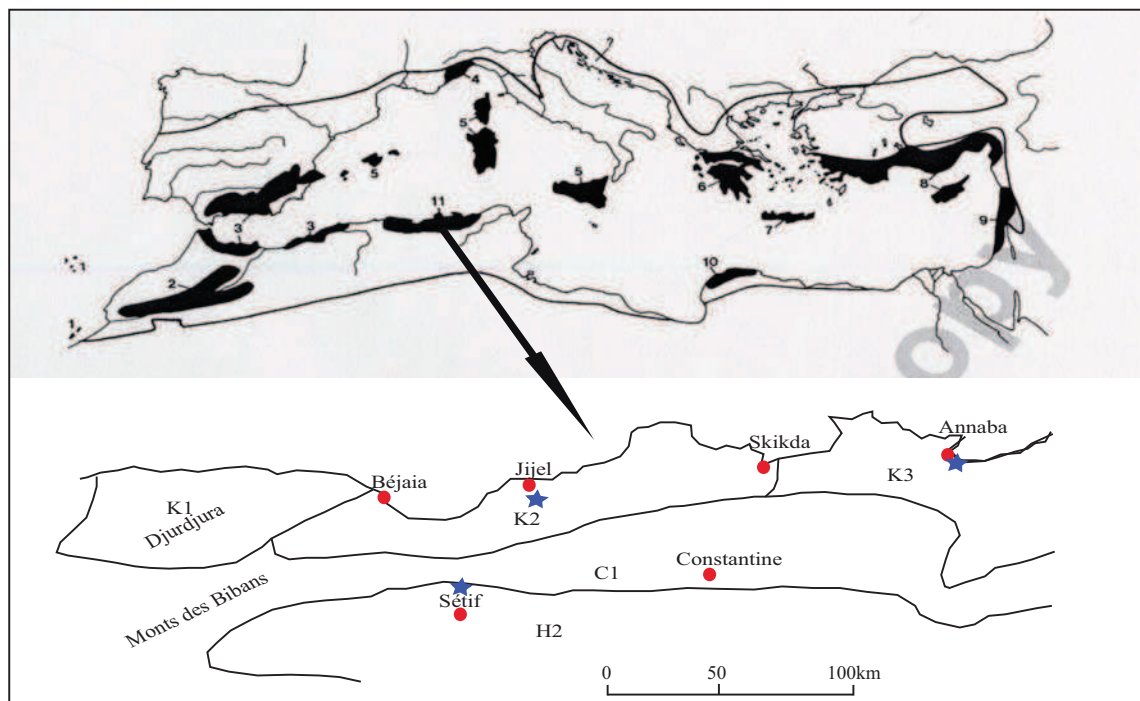 4
5
5
5
6
8
11
3
3
7
9
1
2
10
1
opy
Annaba
Skikda
Jijel
Béjaia
K3
K1
K2
Djurdjura
Constantine
C1
Monts des Bibans
Sétif
H2
0
50
100km